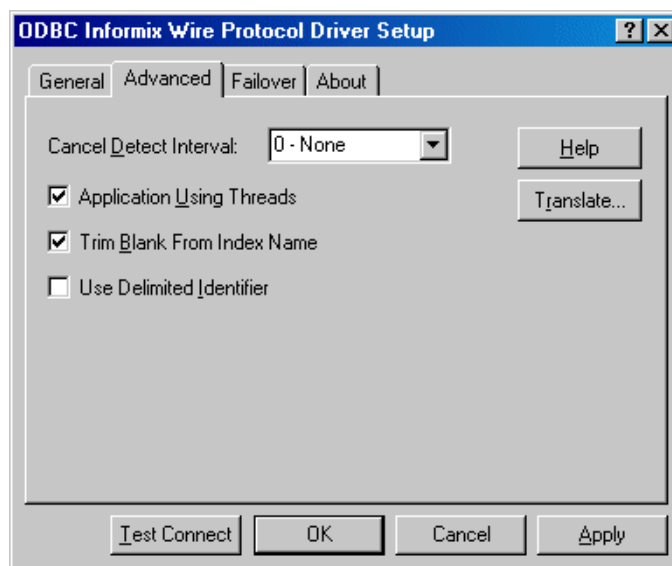 ODBC Informix Wire Protocol Driver Setup
General Advanced Failover About
Cancel Detect Interval: 0 - None Help
Application Using Threads Translate...
Trim Blank From Index Name
Use Delimited Identifier
Test Connect OK Cancel Apply